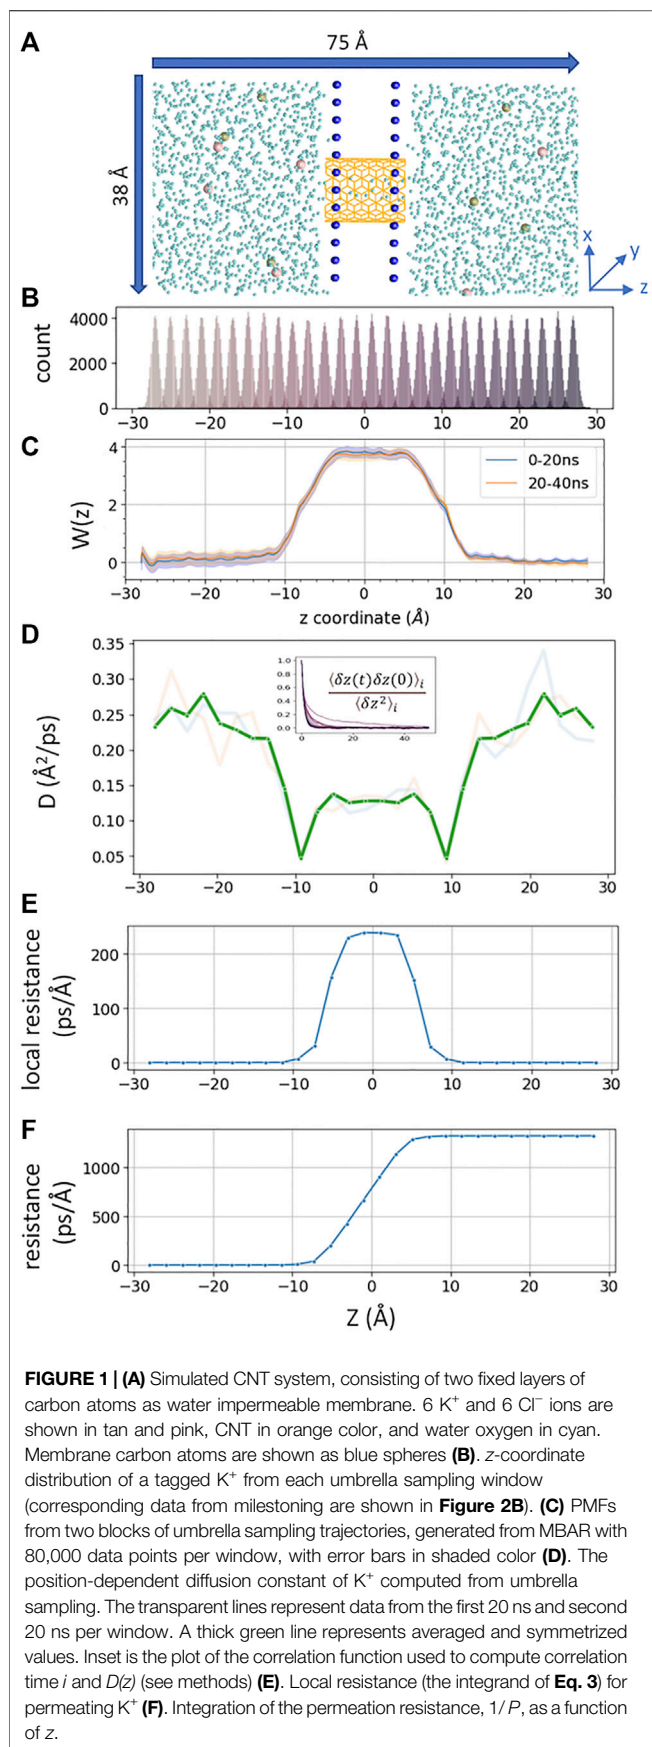 A
75 Å
38 Å
x
y
z
B
4000
2000
0
count
−30 −20 −10 0 10 20 30
C
4
2
0
W(z)
0-20ns
20-40ns
−30 −20 −10 0 10 20 30
z coordinate (Å)
D
0.35
0.30
0.25
0.20
0.15
0.10
0.05
D (Å²/ps)
1.0
0.8
0.6
0.4
0.2
0.0
0 20 40
⟨δz(t)δz(0)⟩ᵢ
⟨δz²⟩ᵢ
−30 −20 −10 0 10 20 30
E
200
100
0
local resistance
(ps/Å)
−30 −20 −10 0 10 20 30
F
1000
500
0
resistance
(ps/Å)
−30 −20 −10 0 10 20 30
Z (Å)
FIGURE 1 | (A) Simulated CNT system, consisting of two fixed layers of
carbon atoms as water impermeable membrane. 6 K⁺ and 6 Cl⁻ ions are
shown in tan and pink, CNT in orange color, and water oxygen in cyan.
Membrane carbon atoms are shown as blue spheres (B). z-coordinate
distribution of a tagged K⁺ from each umbrella sampling window
(corresponding data from milestoning are shown in Figure 2B). (C) PMFs
from two blocks of umbrella sampling trajectories, generated from MBAR with
80,000 data points per window, with error bars in shaded color (D). The
position-dependent diffusion constant of K⁺ computed from umbrella
sampling. The transparent lines represent data from the first 20 ns and second
20 ns per window. A thick green line represents averaged and symmetrized
values. Inset is the plot of the correlation function used to compute correlation
time i and D(z) (see methods) (E). Local resistance (the integrand of Eq. 3) for
permeating K⁺ (F). Integration of the permeation resistance, 1/P, as a function
of z.